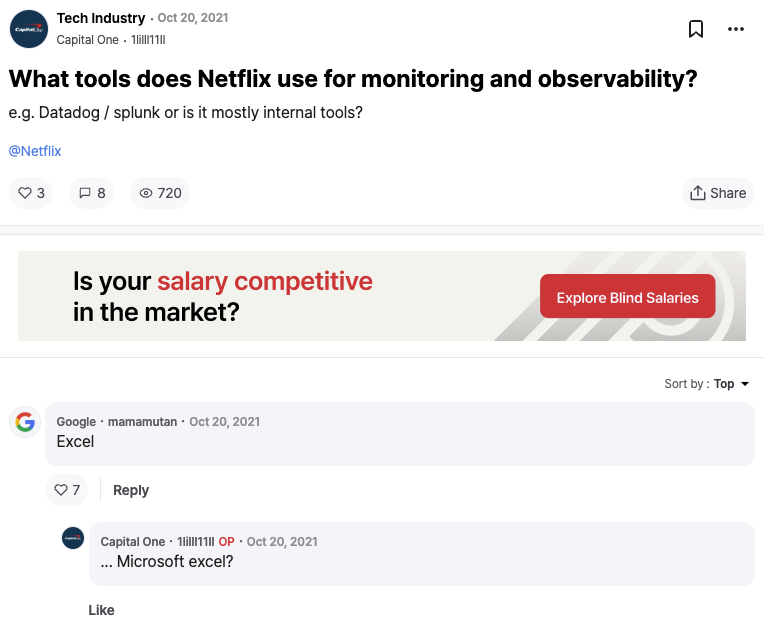 Tech Industry · Oct 20, 2021
Capital One · 1lilll11ll
What tools does Netflix use for monitoring and observability?
e.g. Datadog / splunk or is it mostly internal tools?
@Netflix
3 8 720 Share
Is your salary competitive
in the market?
Explore Blind Salaries
Sort by : Top
Google · mamamutan · Oct 20, 2021
Excel
7 Reply
Capital One · 1lilll11ll OP · Oct 20, 2021
... Microsoft excel?
Like